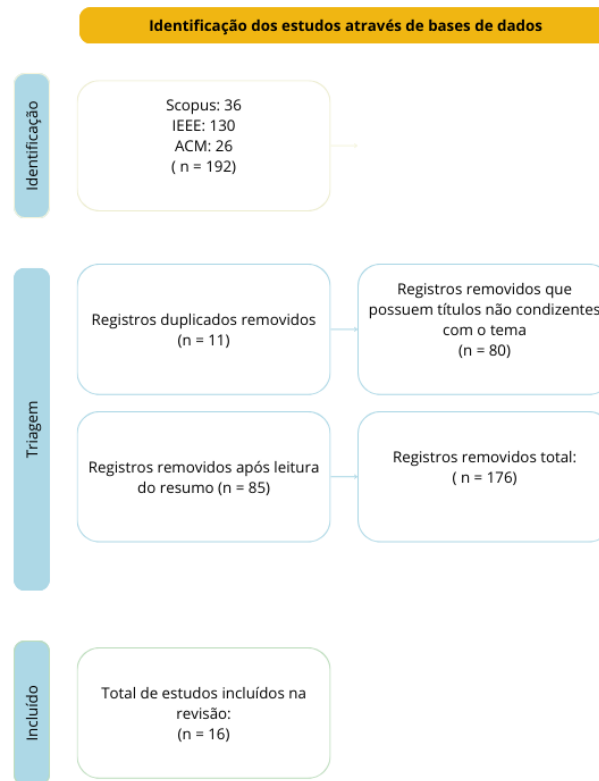 Identificação dos estudos através de bases de dados
Identificação
Scopus: 36
IEEE: 130
ACM: 26
( n = 192)
Triagem
Registros duplicados removidos
(n = 11)
Registros removidos que
possuem títulos não condizentes
com o tema
(n = 80)
Registros removidos após leitura
do resumo (n = 85)
Registros removidos total:
( n = 176)
Incluído
Total de estudos incluídos na
revisão:
(n = 16)